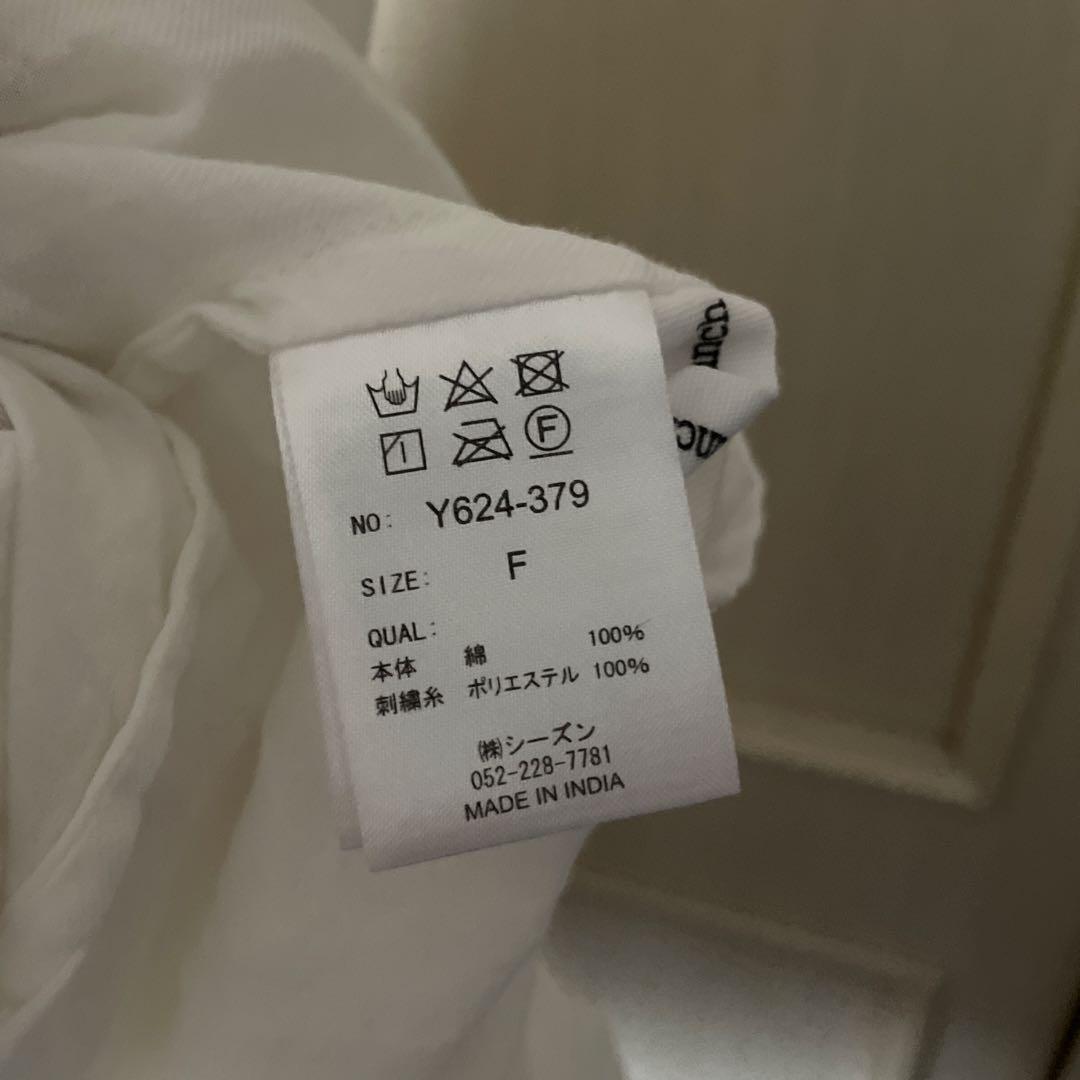 F
NO: Y624-379
SIZE: F
QUAL:
本体 綿 100%
刺繍糸 ポリエステル 100%
㈱シーズン
052-228-7781
MADE IN INDIA